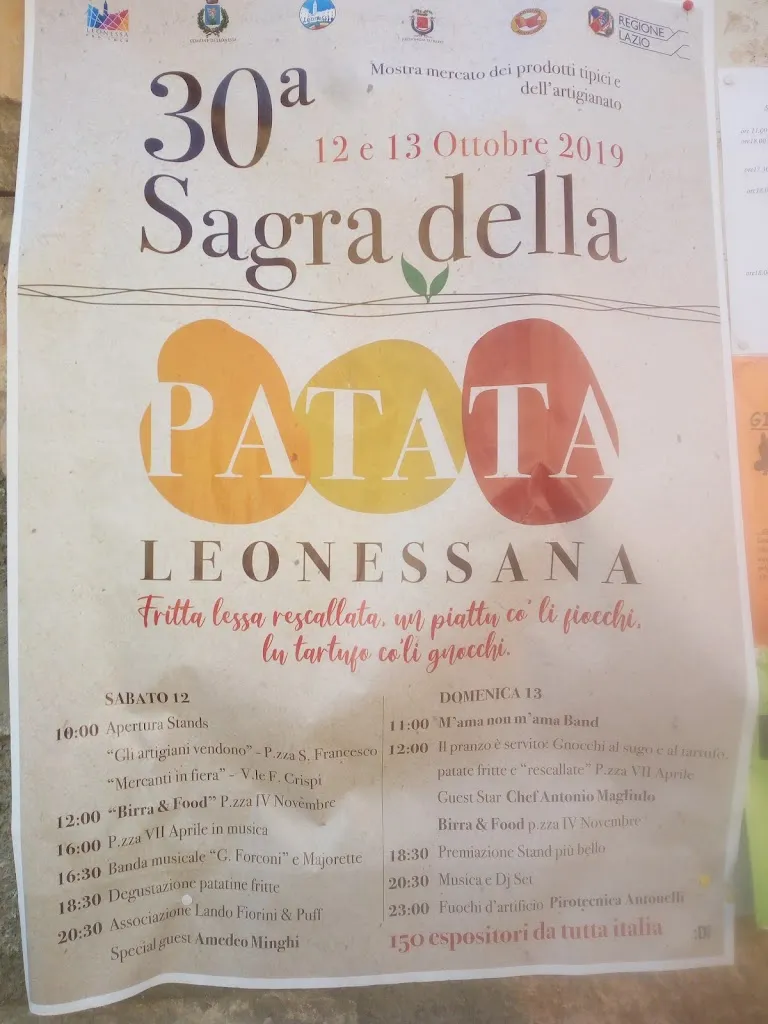 LEONESSA
REGIONE
LAZIO
30a
Mostra mercato dei prodotti tipici e
dell'artigianato
12 e 13 Ottobre 2019
Sagra della
PATATA
LEONESSANA
Fritta lessa rescallata, un piattu co' li fiocchi,
lu tartufo co'li gnocchi.
SABATO 12
10:00 Apertura Stands
"Gli artigiani vendono" - P.zza S. Francesco
"Mercanti in fiera" - V.le F. Crispi
12:00 "Birra & Food" P.zza IV Novembre
16:00 P.zza VII Aprile in musica
16:30 Banda musicale "G. Forconi" e Majorette
18:30 Degustazione patatine fritte
20:30 Associazione Lando Fiorini & Puff
Special guest Amedeo Minghi
DOMENICA 13
11:00 M'ama non m'ama Band
12:00 Il pranzo è servito: Gnocchi al sugo e al tartufo,
patate fritte e "rescallate" P.zza VII Aprile
Guest Star Chef Antonio Magliulo
Birra & Food p.zza IV Novembre
18:30 Premiazione Stand più bello
20:30 Musica e Dj Set
23:00 Fuochi d'artificio Pirotecnica Antonelli
150 espositori da tutta italia